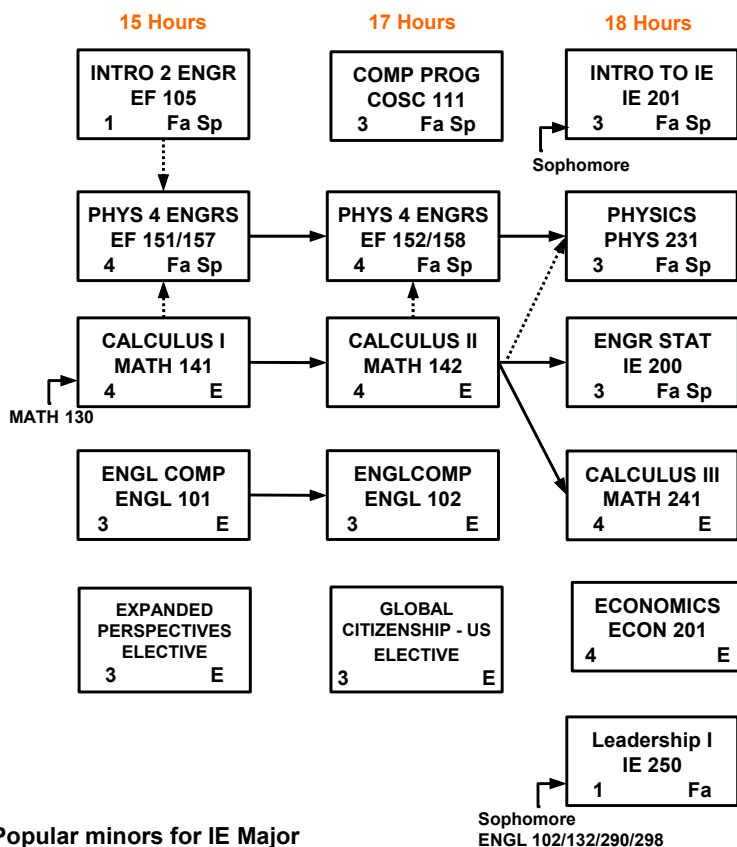 15 Hours
17 Hours
18 Hours
INTRO 2 ENGR
EF 105
1 Fa Sp
COMP PROG
COSC 111
3 Fa Sp
INTRO TO IE
IE 201
3 Fa Sp
Sophomore
PHYS 4 ENGRS
EF 151/157
4 Fa Sp
PHYS 4 ENGRS
EF 152/158
4 Fa Sp
PHYSICS
PHYS 231
3 Fa Sp
CALCULUS I
MATH 141
4 E
MATH 130
CALCULUS II
MATH 142
4 E
ENGR STAT
IE 200
3 Fa Sp
ENGL COMP
ENGL 101
3 E
ENGLCOMP
ENGL 102
3 E
CALCULUS III
MATH 241
4 E
EXPANDED
PERSPECTIVES
ELECTIVE
3 E
GLOBAL
CITIZENSHIP - US
ELECTIVE
3 E
ECONOMICS
ECON 201
4 E
Leadership I
IE 250
1 Fa
Sophomore
ENGL 102/132/290/298
Popular minors for IE Major